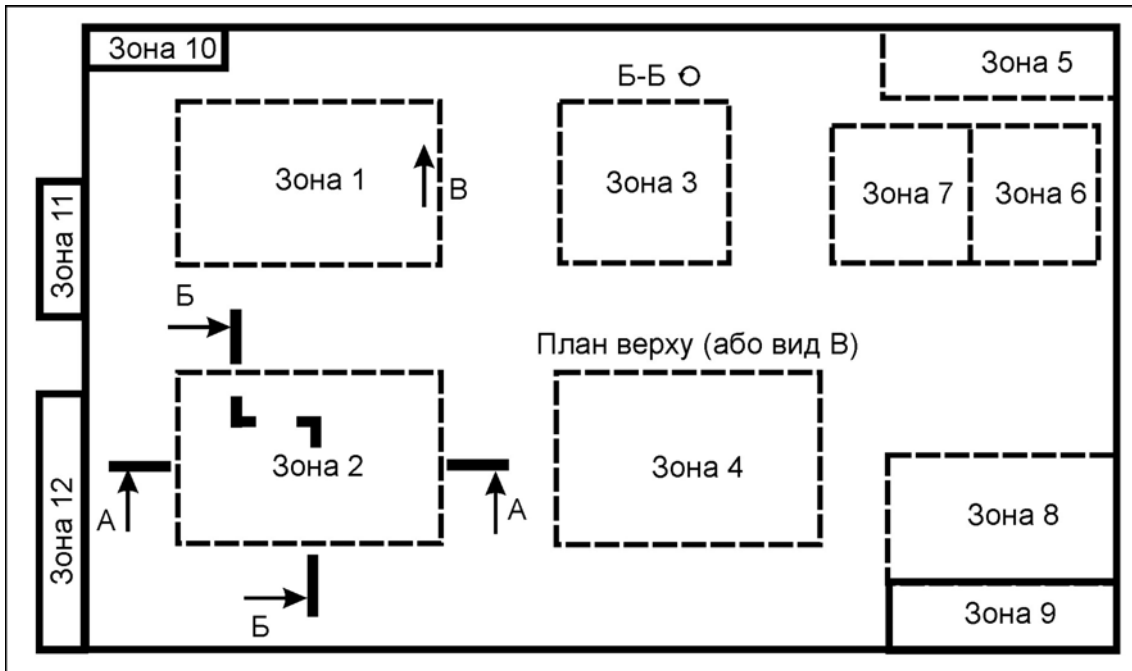 Зона 10
Зона 5
Б-Б
Зона 1
В
Зона 3
Зона 7
Зона 6
Зона 11
Б
План верху (або вид В)
Зона 2
Зона 4
А
А
Зона 8
Зона 12
Б
Зона 9